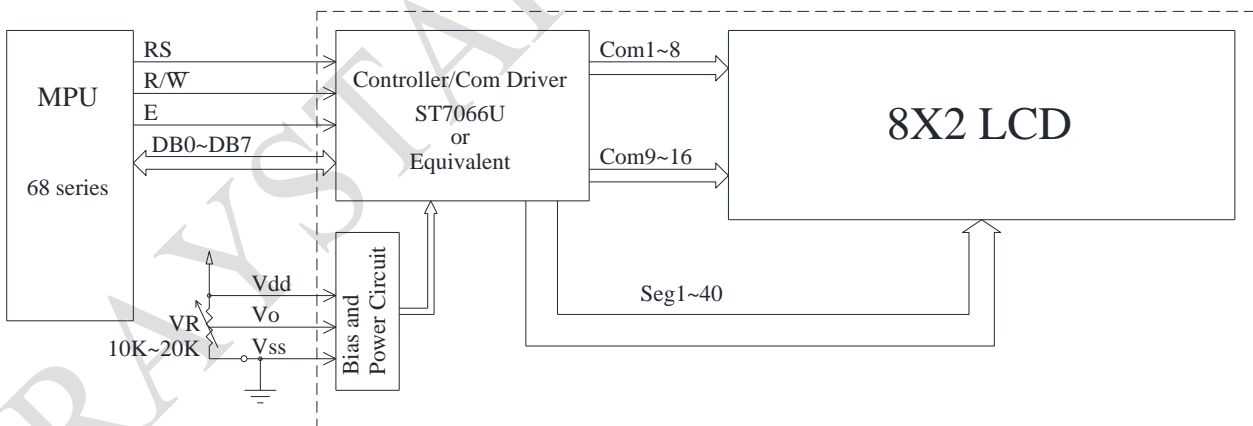 MPU
68 series
RS
R/W̅
E
DB0~DB7
Controller/Com Driver
ST7066U
or
Equivalent
Com1~8
Com9~16
8X2 LCD
Vdd
Vo
Vss
VR
10K~20K
Bias and
Power Circuit
Seg1~40
RAYSTA